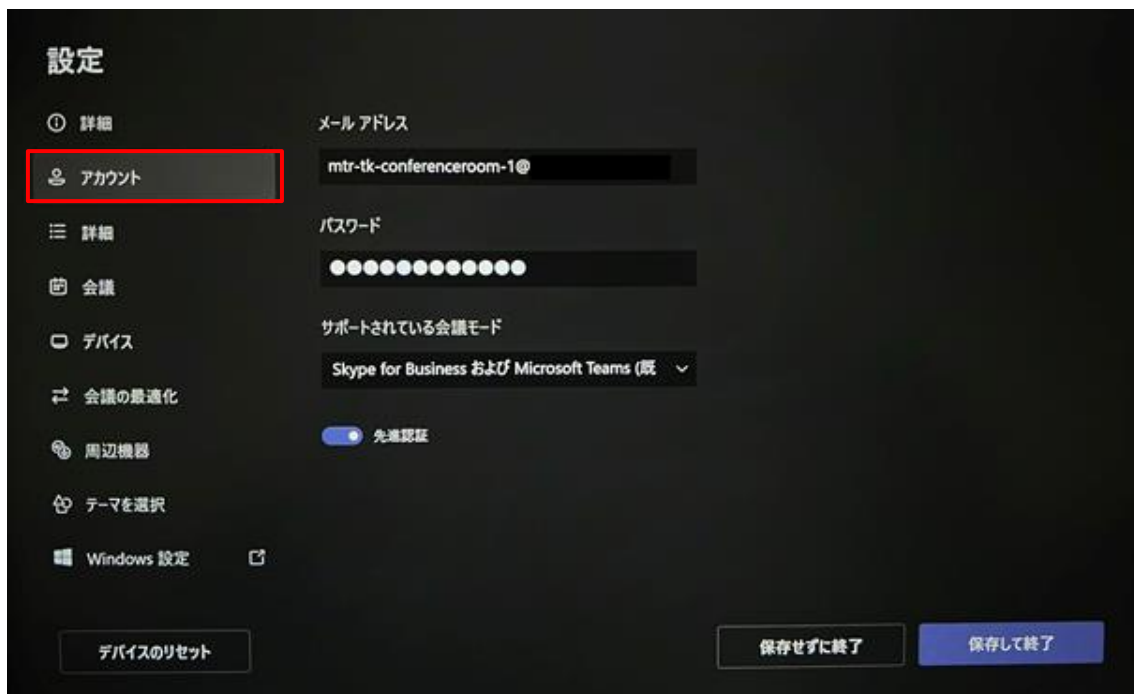 設定
詳細
アカウント
詳細
会議
デバイス
会議の最適化
周辺機器
テーマを選択
Windows 設定
デバイスのリセット
メール アドレス
mtr-tk-conferenceroom-1@
パスワード
●●●●●●●●●●●●
サポートされている会議モード
Skype for Business および Microsoft Teams (既
先進認証
保存せずに終了
保存して終了